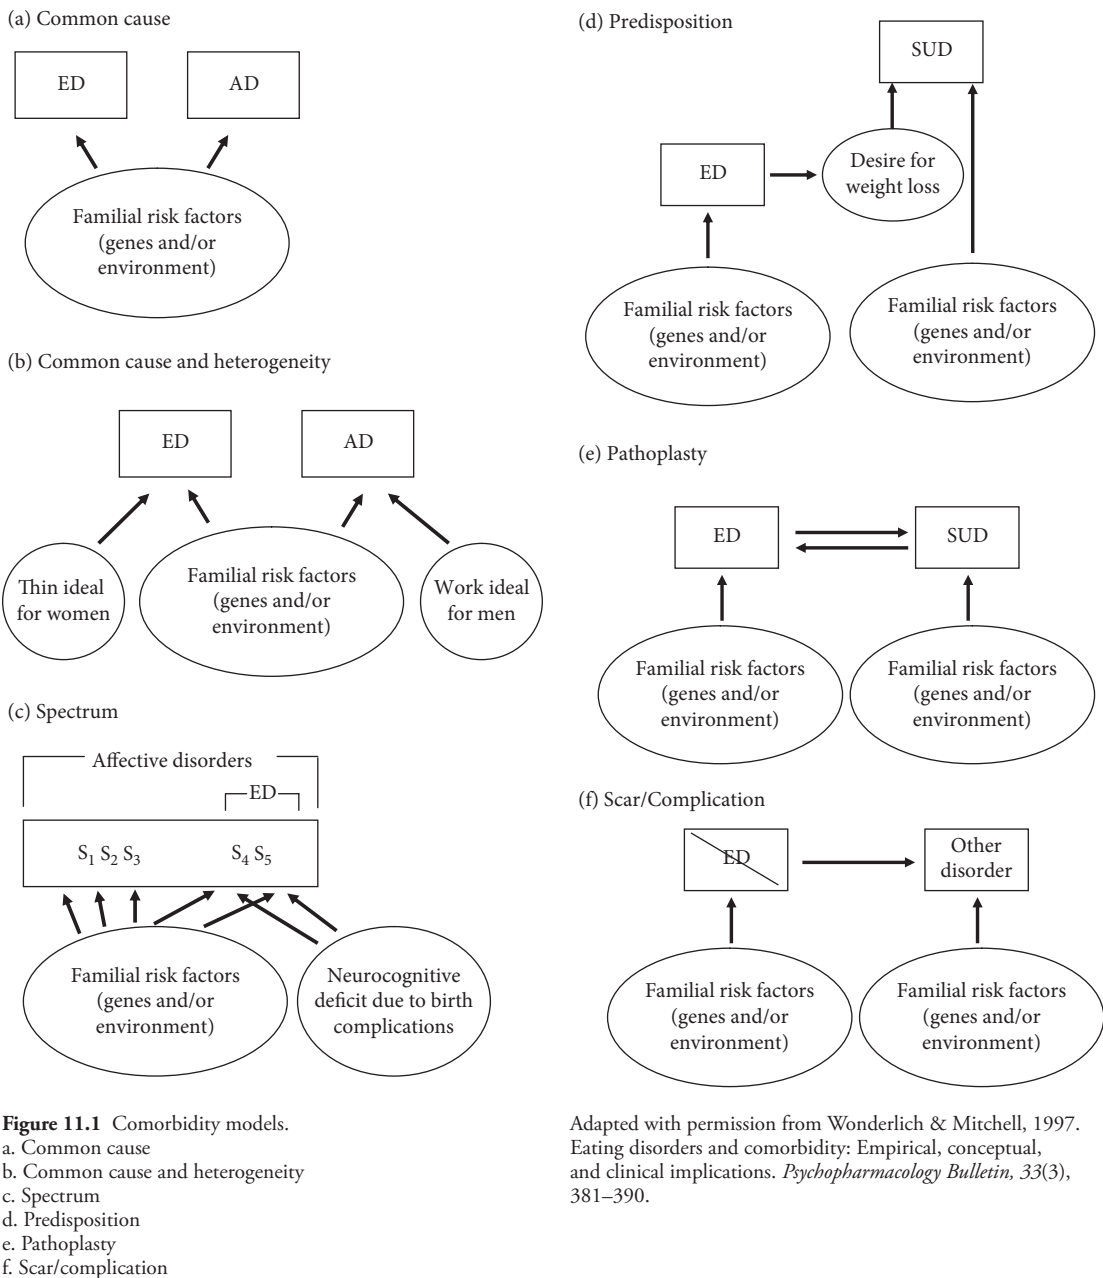 (a) Common cause
ED
AD
Familial risk factors
(genes and/or
environment)
(b) Common cause and heterogeneity
ED
AD
Thin ideal
for women
Familial risk factors
(genes and/or
environment)
Work ideal
for men
(c) Spectrum
Affective disorders
ED
S₁ S₂ S₃
S₄ S₅
Familial risk factors
(genes and/or
environment)
Neurocognitive
deficit due to birth
complications
(d) Predisposition
SUD
ED
Desire for
weight loss
Familial risk factors
(genes and/or
environment)
Familial risk factors
(genes and/or
environment)
(e) Pathoplasty
ED
SUD
Familial risk factors
(genes and/or
environment)
Familial risk factors
(genes and/or
environment)
(f) Scar/Complication
ED
Other
disorder
Familial risk factors
(genes and/or
environment)
Familial risk factors
(genes and/or
environment)
Figure 11.1 Comorbidity models.
a. Common cause
b. Common cause and heterogeneity
c. Spectrum
d. Predisposition
e. Pathoplasty
f. Scar/complication
Adapted with permission from Wonderlich & Mitchell, 1997.
Eating disorders and comorbidity: Empirical, conceptual,
and clinical implications. Psychopharmacology Bulletin, 33(3),
381–390.